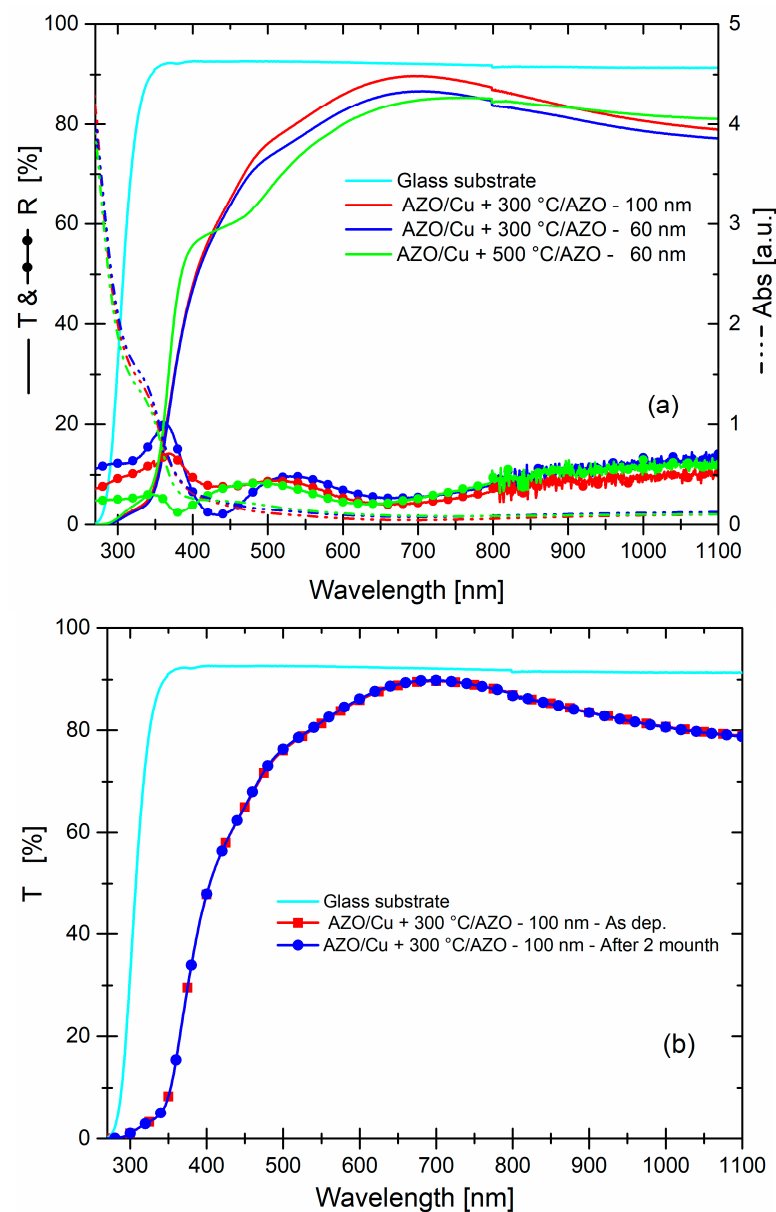 100
80
60
40
20
0
T & R [%]
5
4
3
2
1
0
Abs [a.u.]
Glass substrate
AZO/Cu + 300 °C/AZO - 100 nm
AZO/Cu + 300 °C/AZO - 60 nm
AZO/Cu + 500 °C/AZO - 60 nm
(a)
300 400 500 600 700 800 900 1000 1100
Wavelength [nm]
100
80
60
40
20
0
T [%]
Glass substrate
AZO/Cu + 300 °C/AZO - 100 nm - As dep.
AZO/Cu + 300 °C/AZO - 100 nm - After 2 mounth
(b)
300 400 500 600 700 800 900 1000 1100
Wavelength [nm]